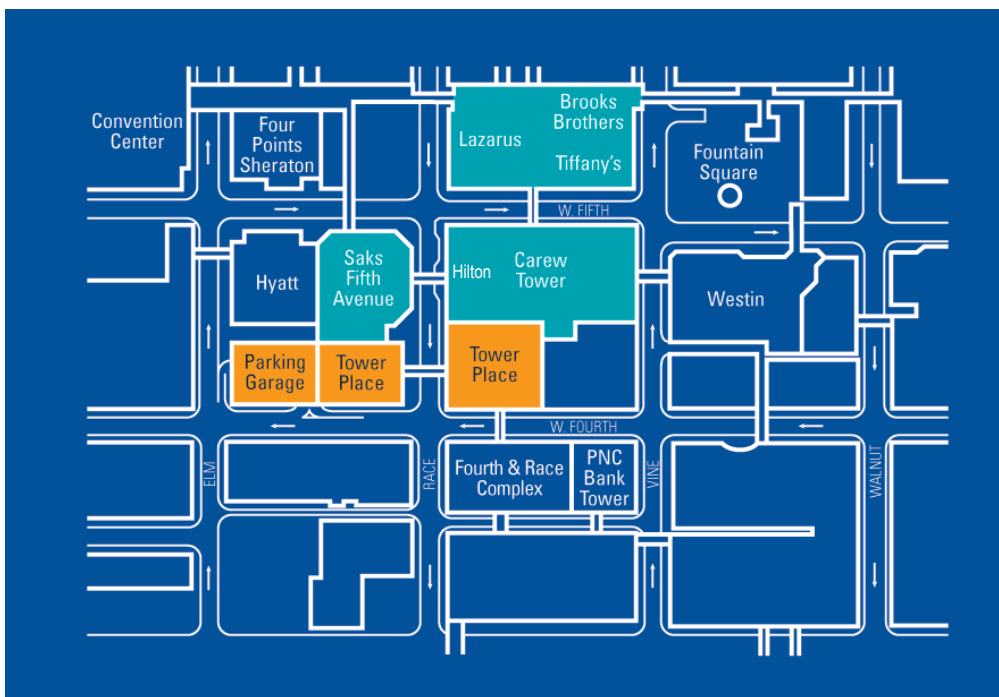 Convention
Center
Four
Points
Sheraton
Lazarus
Brooks
Brothers
Tiffany's
Fountain
Square
W. FIFTH
Hyatt
Saks
Fifth
Avenue
Hilton
Carew
Tower
Westin
Parking
Garage
Tower
Place
Tower
Place
W. FOURTH
ELM
RACE
Fourth & Race
Complex
PNC
Bank
Tower
VINE
WALNUT